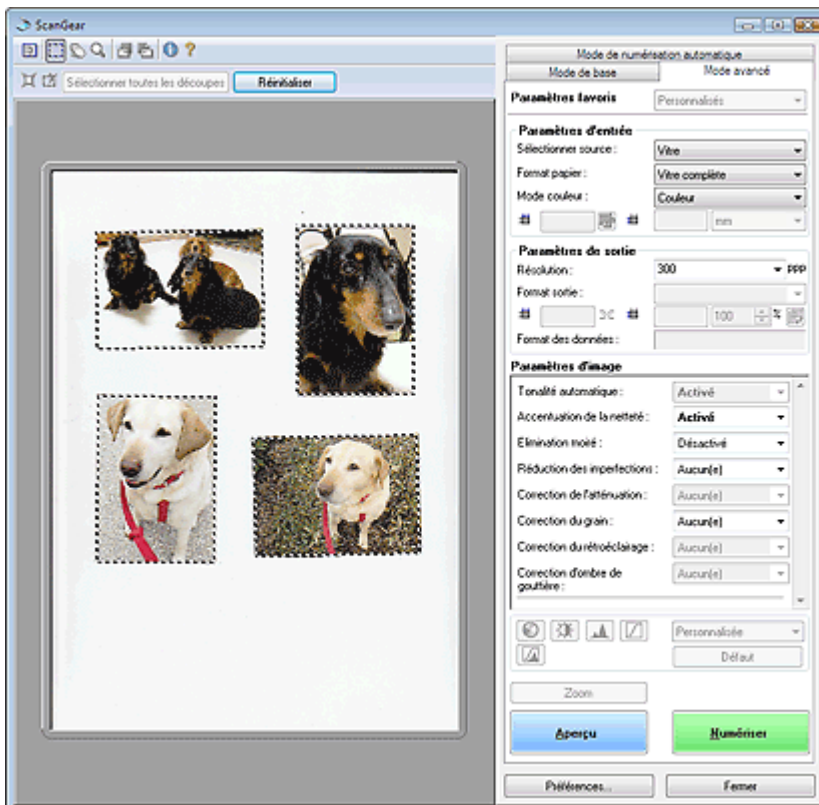 ScanGear
Sélectionner toutes les découpes
Réinitialiser
Mode de numérisation automatique
Mode de base
Mode avancé
Paramètres favoris
Personnalisés
Paramètres d'entrée
Sélectionner source :
Vitre
Format papier :
Vitre complète
Mode couleur :
Couleur
mm
Paramètres de sortie
Résolution :
300
PPP
Format sortie :
100
%
Format des données :
Paramètres d'image
Tonalité automatique :
Activé
Accentuation de la netteté :
Activé
Elimination moiré :
Désactivé
Réduction des imperfections :
Aucun(e)
Correction de l'atténuation :
Aucun(e)
Correction du grain :
Aucun(e)
Correction du rétroéclairage :
Aucun(e)
Correction d'ombre de
gouttière :
Aucun(e)
Personnalisée
Défaut
Zoom
Aperçu
Numériser
Préférences...
Fermer